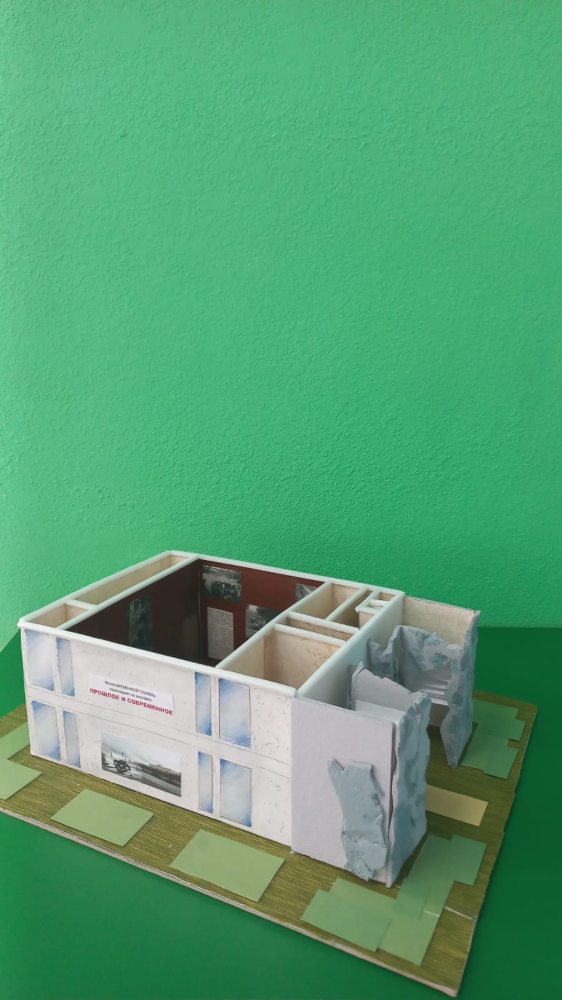 Музей ВРЕМЕННОЙ ТУННЕЛЬ
приглашает на выставку
ПРОШЛОЕ И СОВРЕМЕННОЕ